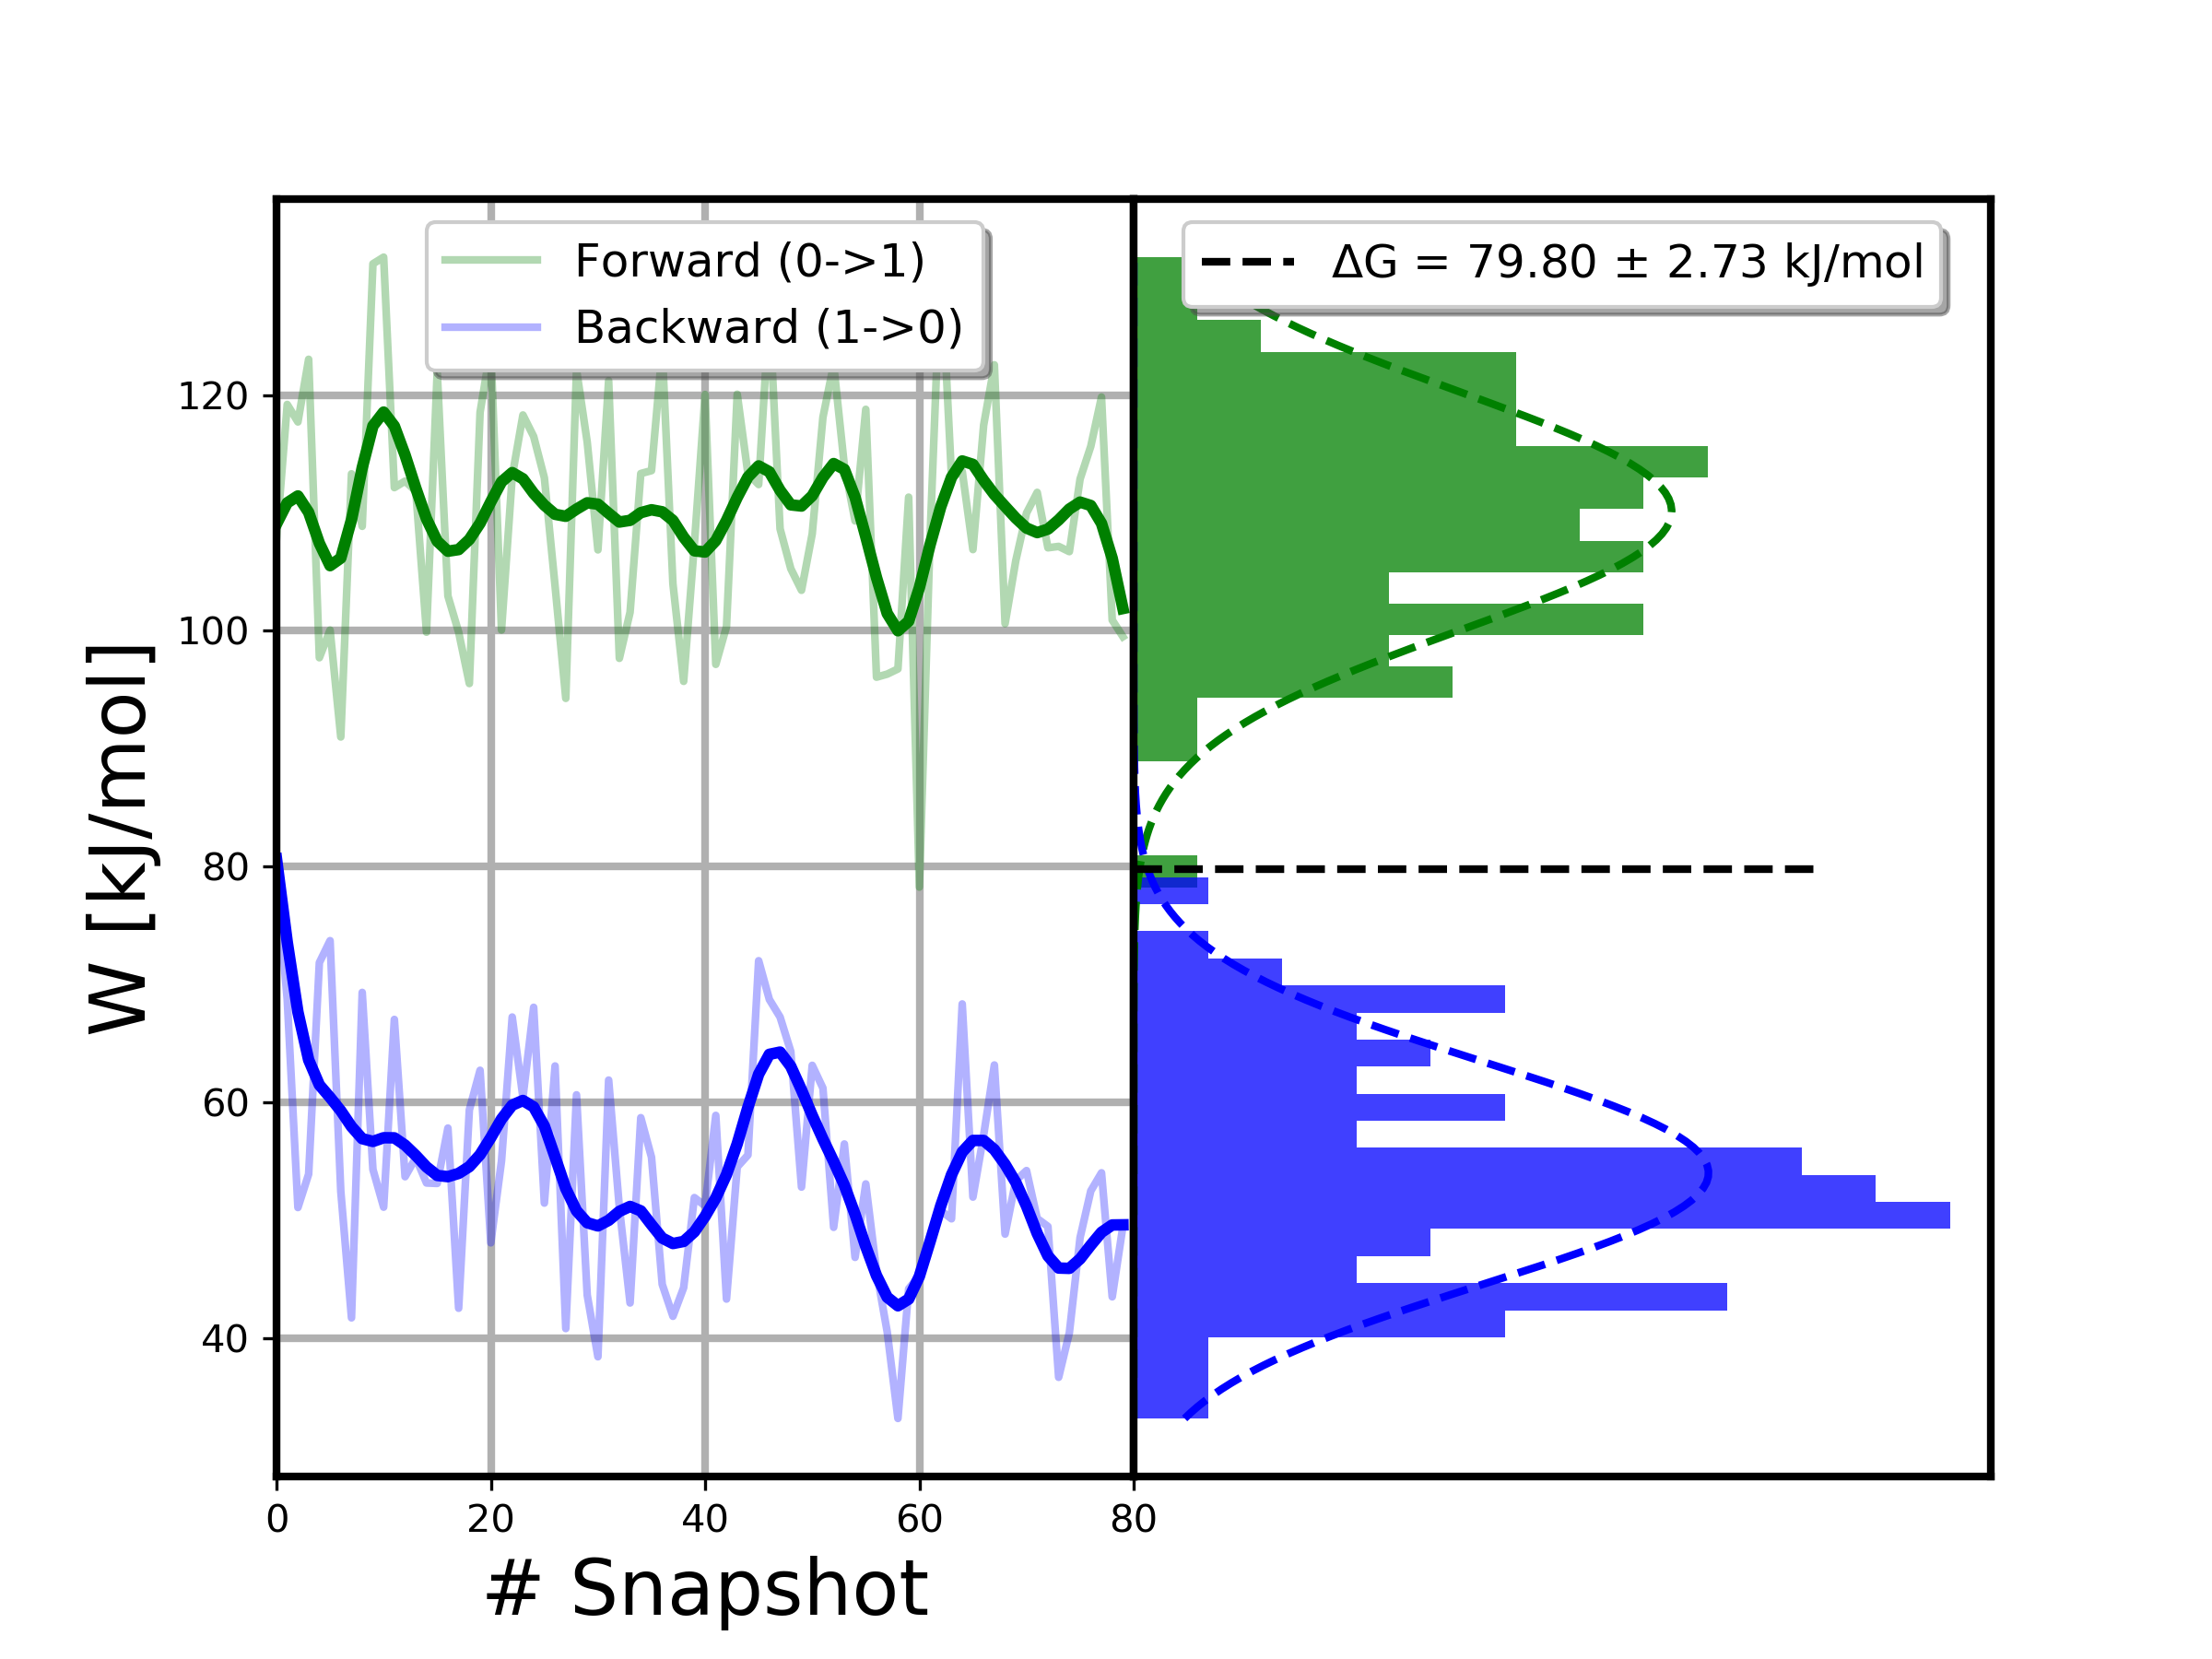 Forward (0->1)
Backward (1->0)
ΔG = 79.80 ± 2.73 kJ/mol
W [kJ/mol]
120
100
80
60
40
0 20 40 60 80
# Snapshot